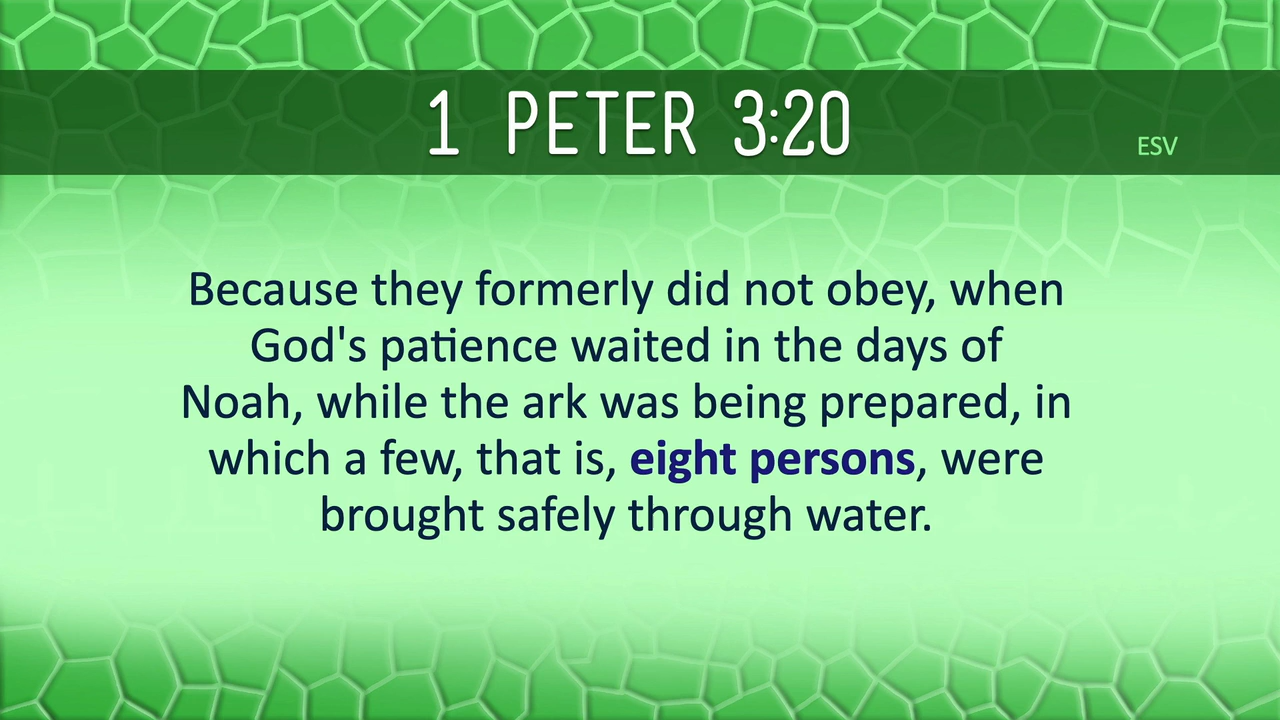 1 PETER 3:20
ESV
Because they formerly did not obey, when
God's patience waited in the days of
Noah, while the ark was being prepared, in
which a few, that is, eight persons, were
brought safely through water.